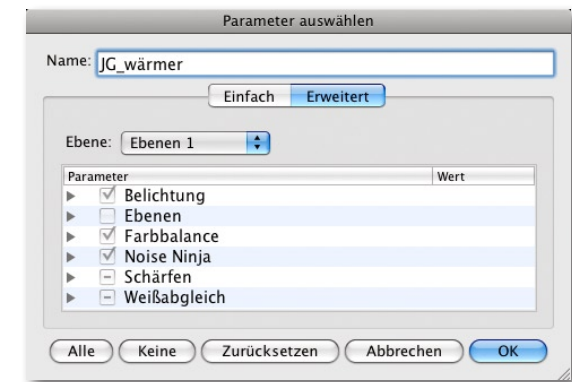 Parameter auswählen
Name: JG_wärmer
Einfach Erweitert
Ebene: Ebenen 1
Parameter Wert
Belichtung
Ebenen
Farbbalance
Noise Ninja
Schärfen
Weißabgleich
Alle Keine Zurücksetzen Abbrechen OK